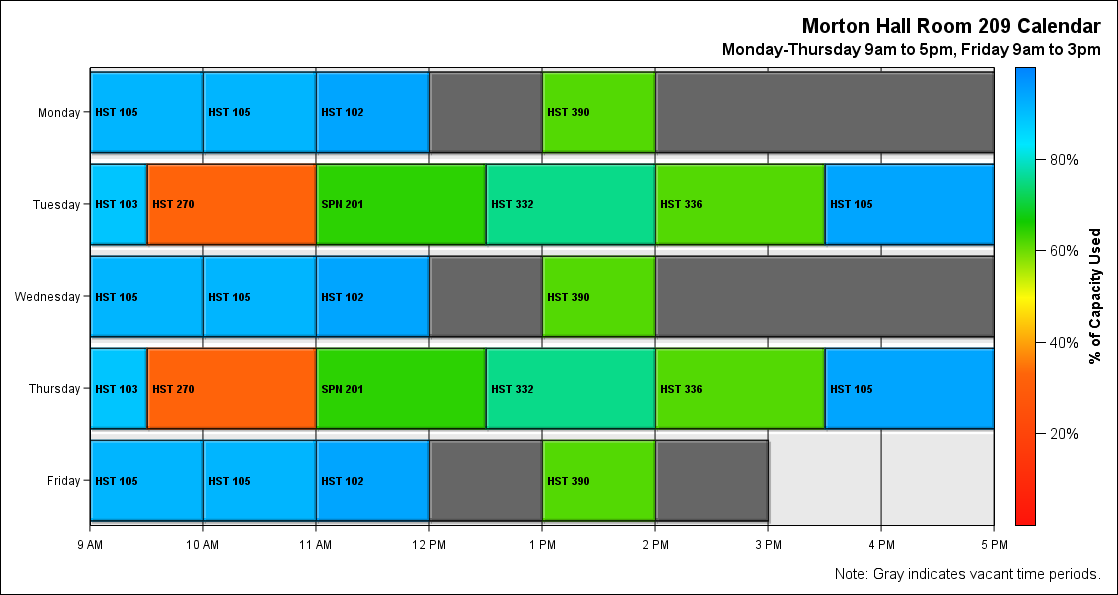 Morton Hall Room 209 Calendar
Monday-Thursday 9am to 5pm, Friday 9am to 3pm
Monday HST 105 HST 105 HST 102 HST 390
Tuesday HST 103 HST 270 SPN 201 HST 332 HST 336 HST 105
Wednesday HST 105 HST 105 HST 102 HST 390
Thursday HST 103 HST 270 SPN 201 HST 332 HST 336 HST 105
Friday HST 105 HST 105 HST 102 HST 390
9 AM 10 AM 11 AM 12 PM 1 PM 2 PM 3 PM 4 PM 5 PM
80%
60%
40%
20%
% of Capacity Used
Note: Gray indicates vacant time periods.